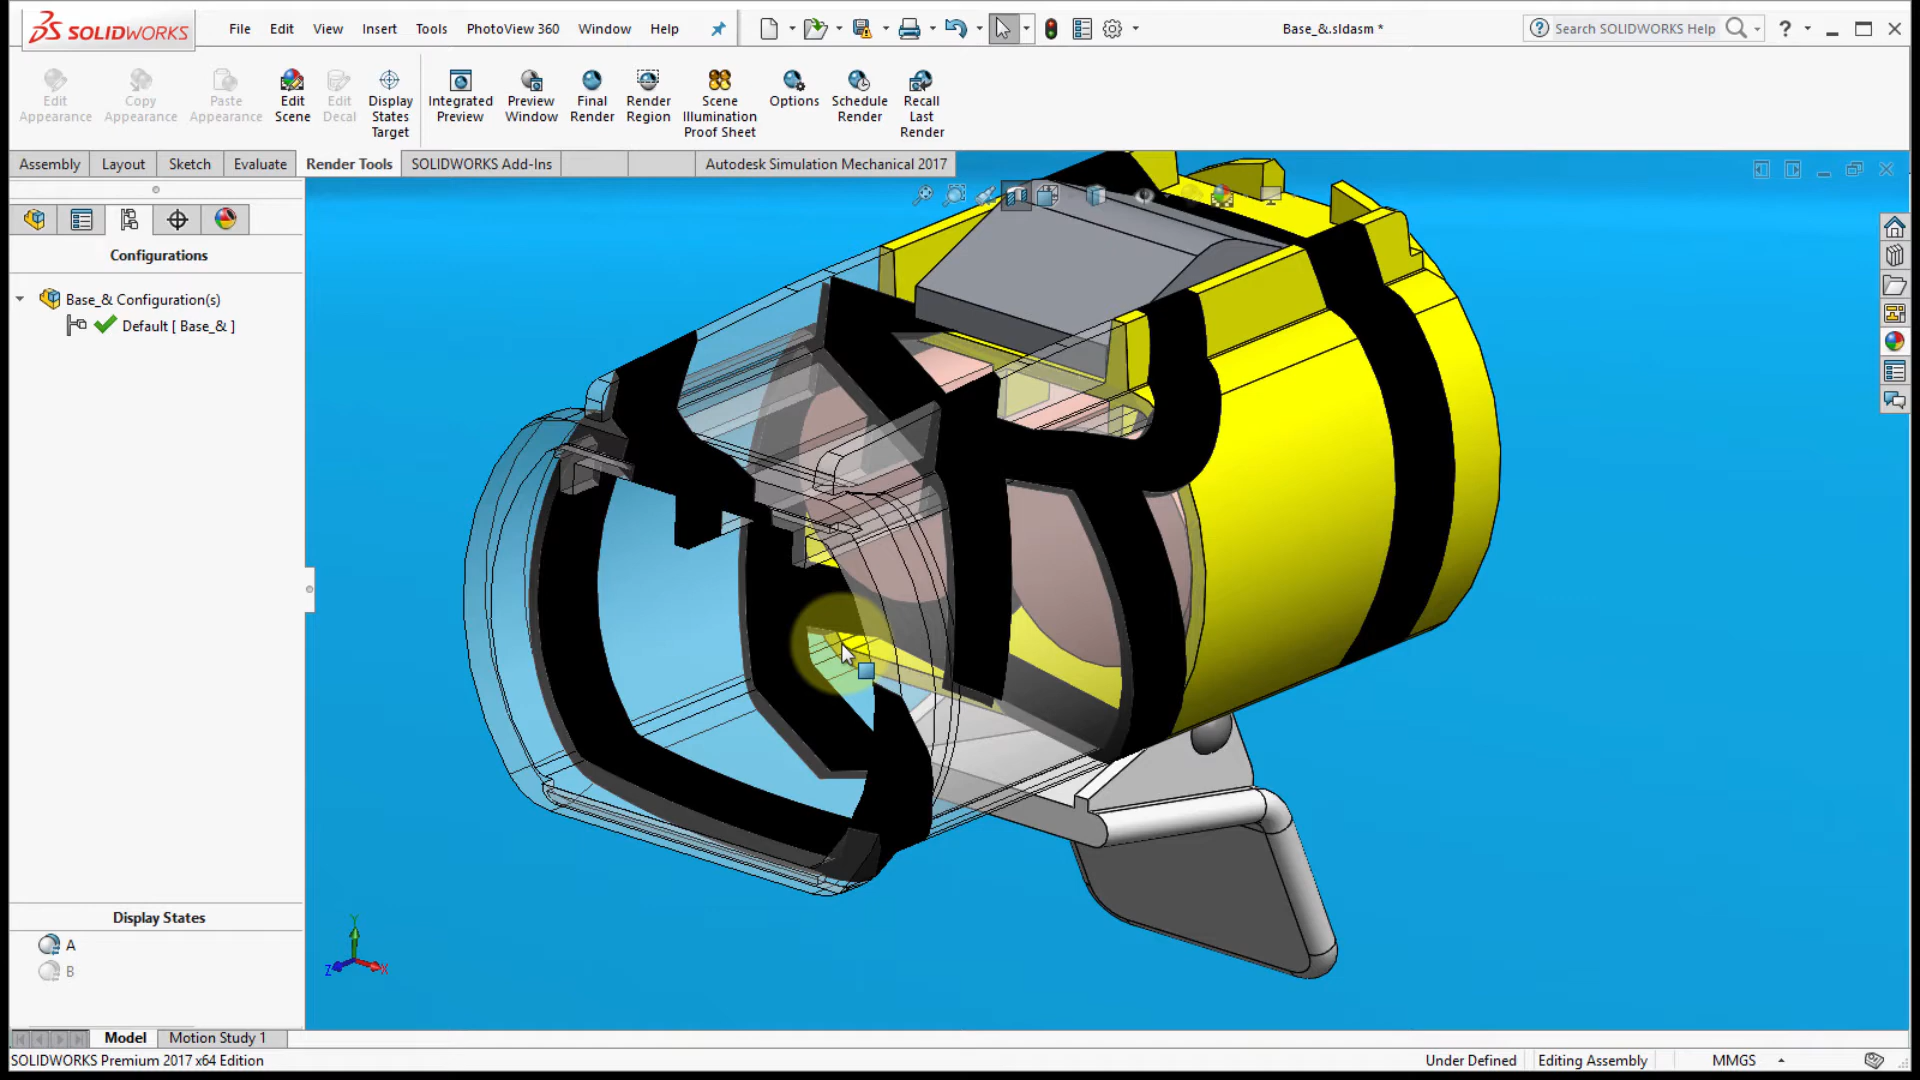 SOLIDWORKS File Edit View Insert Tools PhotoView 360 Window Help Base_&.sldasm * Search SOLIDWORKS Help ?
Edit Appearance
Copy Appearance
Paste Appearance
Edit Scene
Edit Decal
Display States Target
Integrated Preview
Preview Window
Final Render
Render Region
Scene Illumination Proof Sheet
Options
Schedule Render
Recall Last Render
Assembly Layout Sketch Evaluate Render Tools SOLIDWORKS Add-Ins Autodesk Simulation Mechanical 2017
Configurations
Base_& Configuration(s)
Default [ Base_& ]
Display States
A
B
Y
Z X
Model Motion Study 1
SOLIDWORKS Premium 2017 x64 Edition Under Defined Editing Assembly MMGS